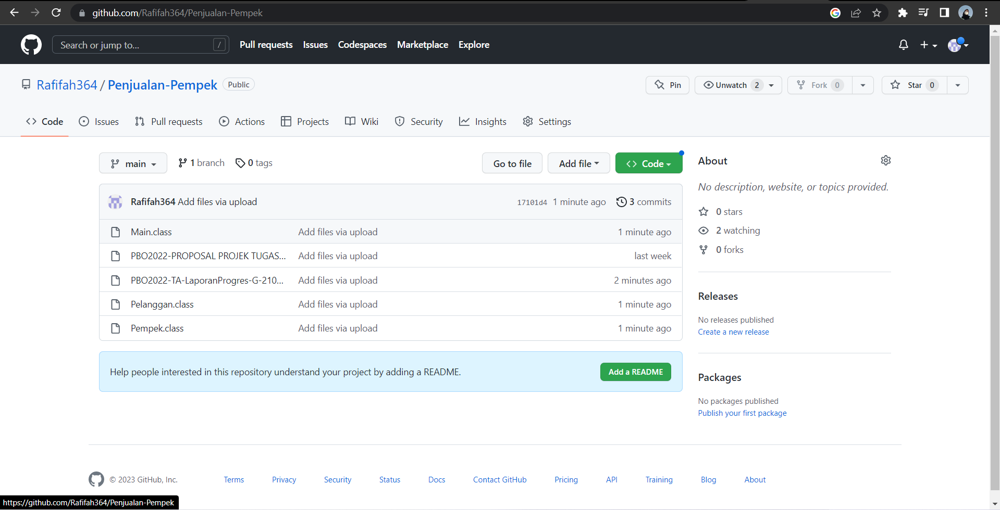 github.com/Rafifah364/Penjualan-Pempek
Search or jump to... / Pull requests Issues Codespaces Marketplace Explore
Rafifah364 / Penjualan-Pempek Public Pin Unwatch 2 Fork 0 Star 0
Code Issues Pull requests Actions Projects Wiki Security Insights Settings
main 1 branch 0 tags Go to file Add file Code
Rafifah364 Add files via upload 17101d4 1 minute ago 3 commits
Main.class Add files via upload 1 minute ago
PBO2022-PROPOSAL PROJEK TUGAS... Add files via upload last week
PBO2022-TA-LaporanProgres-G-210... Add files via upload 2 minutes ago
Pelanggan.class Add files via upload 1 minute ago
Pempek.class Add files via upload 1 minute ago
Help people interested in this repository understand your project by adding a README. Add a README
About
No description, website, or topics provided.
0 stars
2 watching
0 forks
Releases
No releases published
Create a new release
Packages
No packages published
Publish your first package
© 2023 GitHub, Inc. Terms Privacy Security Status Docs Contact GitHub Pricing API Training Blog About
https://github.com/Rafifah364/Penjualan-Pempek